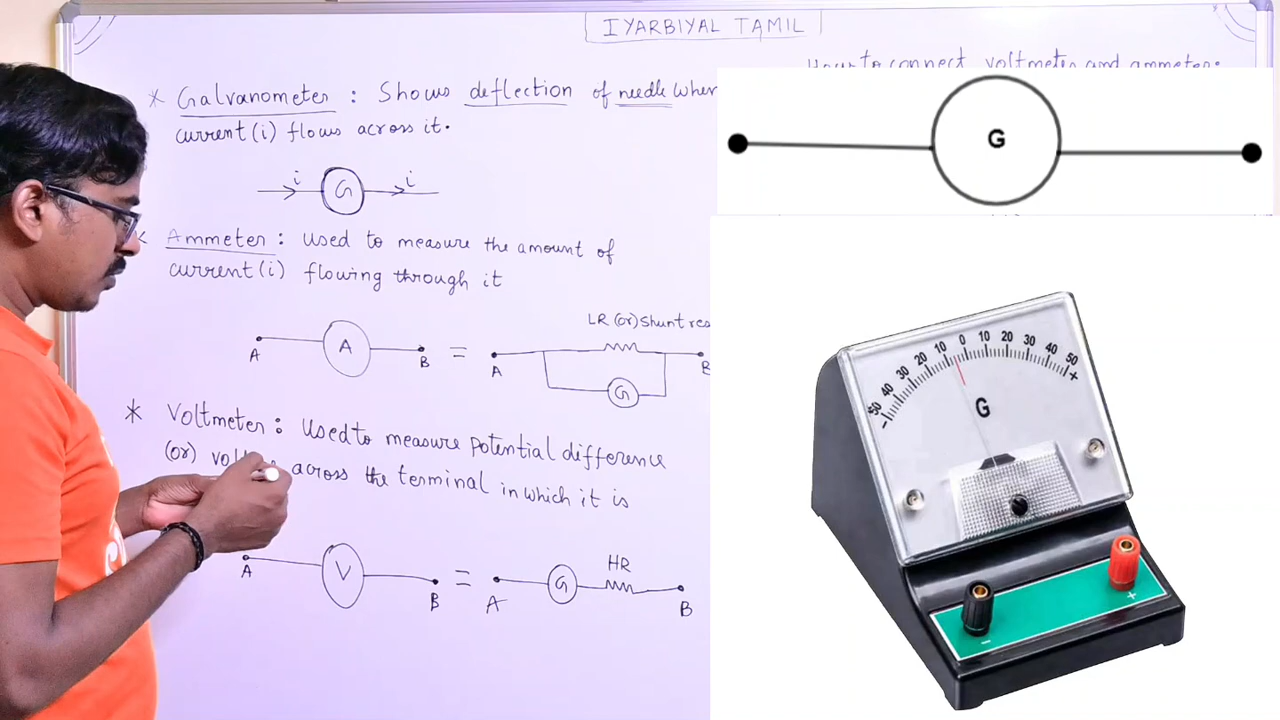 IYARBIYAL TAMIL
How to connect voltmeter and ammeter:
* Galvanometer : Shows deflection of needle when
current (i) flows across it.
i G i
G
* Ammeter : used to measure the amount of
current (i) flowing through it
LR (or) Shunt
A A B = A B
G
* Voltmeter : Used to measure potential difference
(or) across the terminal in which it is
HR
A V B = A G B
50 40 30 20 10 0 10 20 30 40 50
- +
G
- +